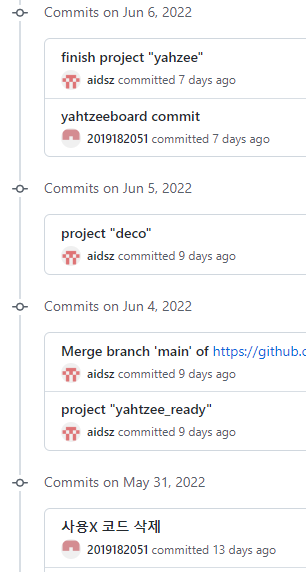 Commits on Jun 6, 2022
finish project "yahzee"
aidsz committed 7 days ago
yahtzeeboard commit
2019182051 committed 7 days ago
Commits on Jun 5, 2022
project "deco"
aidsz committed 9 days ago
Commits on Jun 4, 2022
Merge branch 'main' of https://github.c
aidsz committed 9 days ago
project "yahtzee_ready"
aidsz committed 9 days ago
Commits on May 31, 2022
사용X 코드 삭제
2019182051 committed 13 days ago